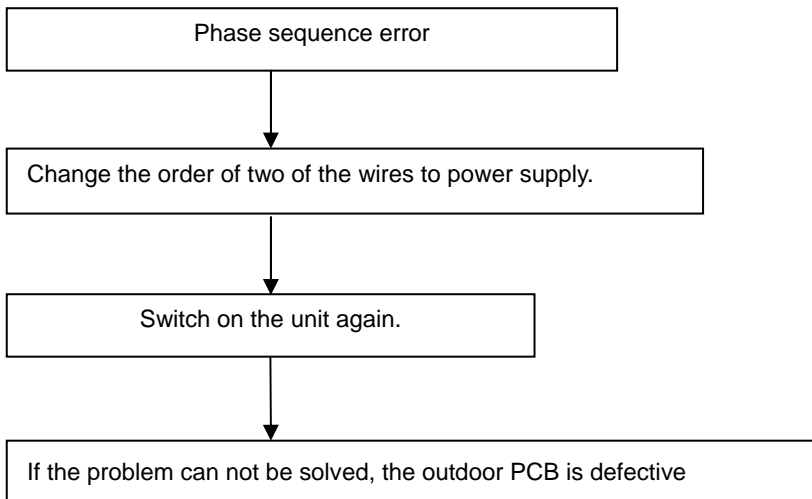 Phase sequence error
Change the order of two of the wires to power supply.
Switch on the unit again.
If the problem can not be solved, the outdoor PCB is defective